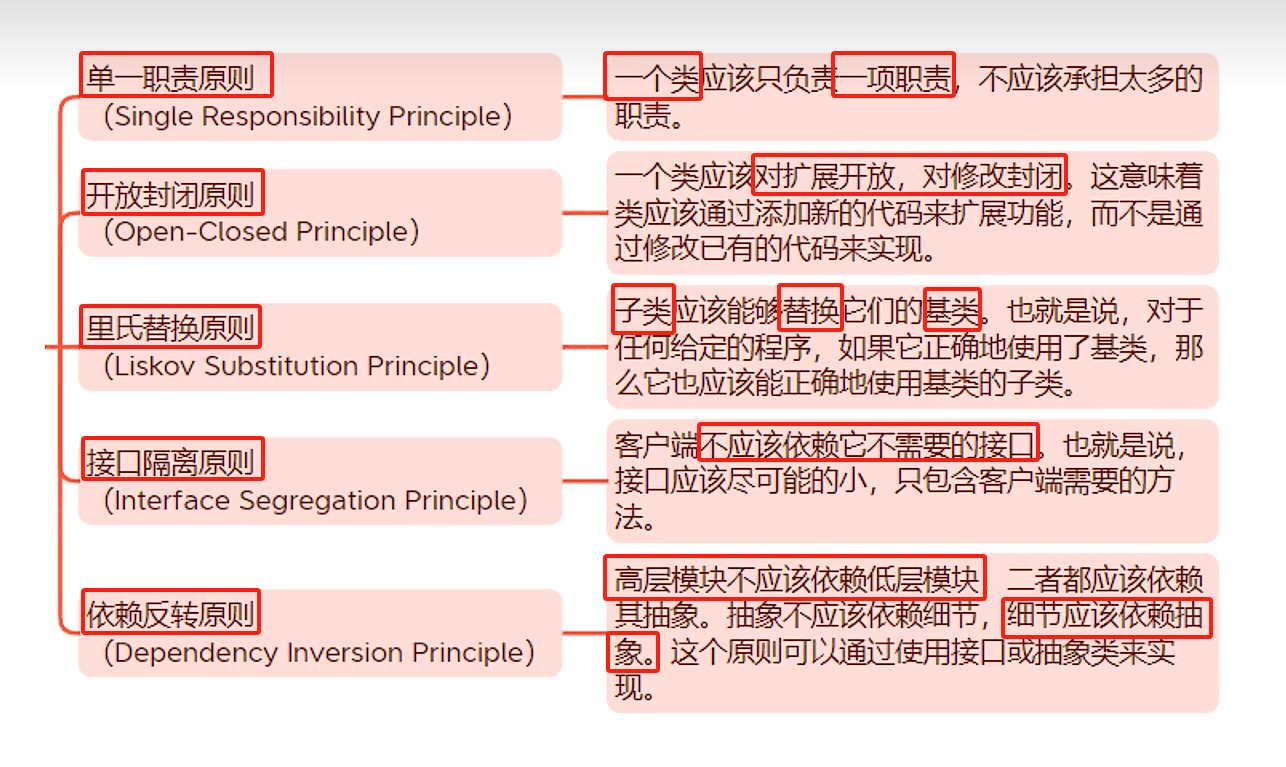 单一职责原则
（Single Responsibility Principle）
一个类应该只负责一项职责，不应该承担太多的
职责。
开放封闭原则
（Open-Closed Principle）
一个类应该对扩展开放，对修改封闭。这意味着
类应该通过添加新的代码来扩展功能，而不是通
过修改已有的代码来实现。
里氏替换原则
（Liskov Substitution Principle）
子类应该能够替换它们的基类。也就是说，对于
任何给定的程序，如果它正确地使用了基类，那
么它也应该能正确地使用基类的子类。
接口隔离原则
（Interface Segregation Principle）
客户端不应该依赖它不需要的接口。也就是说，
接口应该尽可能的小，只包含客户端需要的方
法。
依赖反转原则
（Dependency Inversion Principle）
高层模块不应该依赖低层模块，二者都应该依赖
其抽象。抽象不应该依赖细节，细节应该依赖抽
象。这个原则可以通过使用接口或抽象类来实
现。